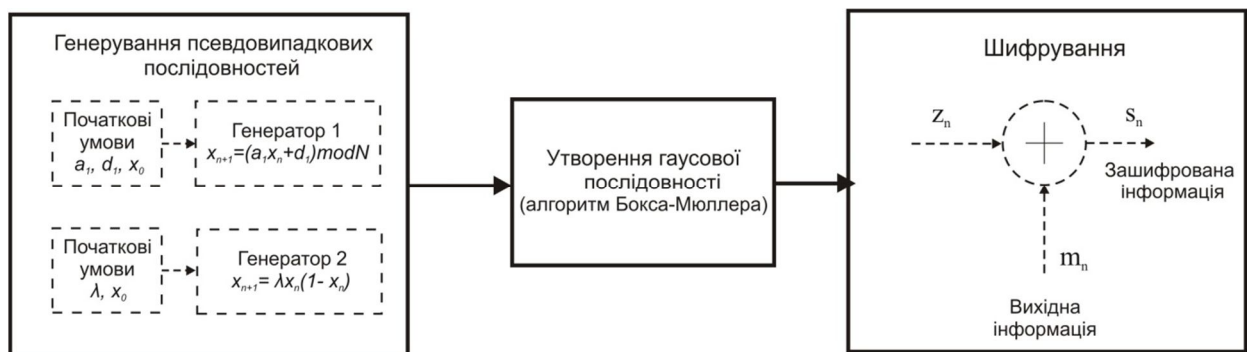 Генерування псевдовипадкових
послідовностей
Початкові
умови
a₁, d₁, x₀
Генератор 1
xₙ₊₁=(a₁xₙ+d₁)modN
Початкові
умови
λ, x₀
Генератор 2
xₙ₊₁= λxₙ(1- xₙ)
Утворення гаусової
послідовності
(алгоритм Бокса-Мюллера)
Шифрування
zₙ
sₙ
Зашифрована
інформація
mₙ
Вихідна
інформація